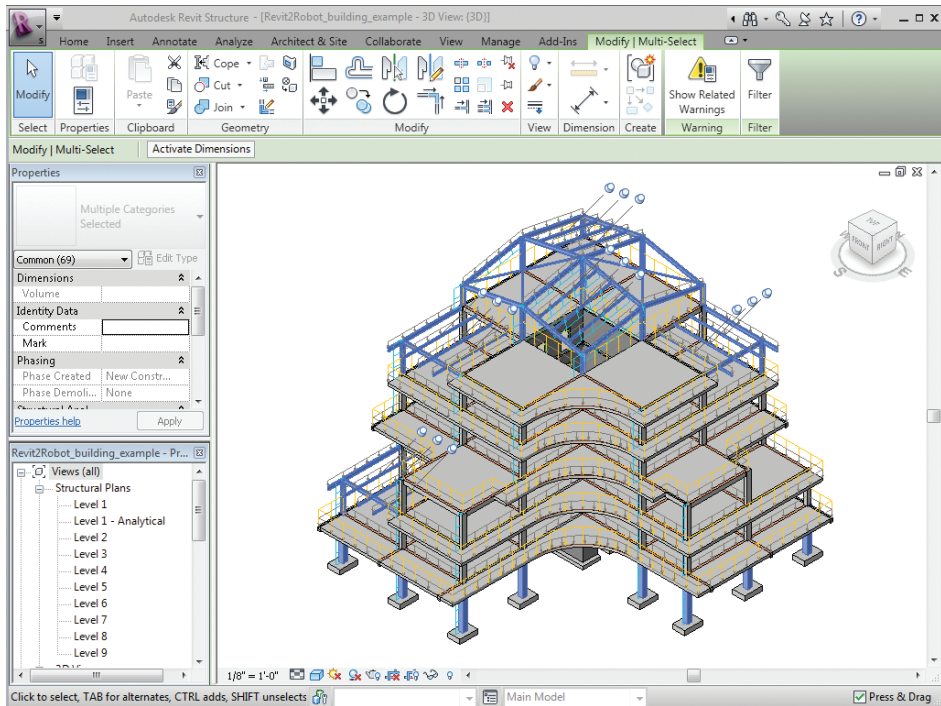 Autodesk Revit Structure - [Revit2Robot_building_example - 3D View: {3D}]
S
Home Insert Annotate Analyze Architect & Site Collaborate View Manage Add-Ins Modify | Multi-Select
Modify
Paste
Cope
Cut
Join
Show Related
Warnings
Filter
Select Properties Clipboard Geometry Modify View Dimension Create Warning Filter
Modify | Multi-Select Activate Dimensions
Properties
Multiple Categories
Selected
Common (69) Edit Type
Dimensions
Volume
Identity Data
Comments
Mark
Phasing
Phase Created New Constr...
Phase Demoli... None
Properties help Apply
Revit2Robot_building_example - Pr...
Views (all)
Structural Plans
Level 1
Level 1 - Analytical
Level 2
Level 3
Level 4
Level 5
Level 6
Level 7
Level 8
Level 9
TOP
FRONT
RIGHT
S
E
1/8" = 1'-0"
Click to select, TAB for alternates, CTRL adds, SHIFT unselects
Main Model
Press & Drag